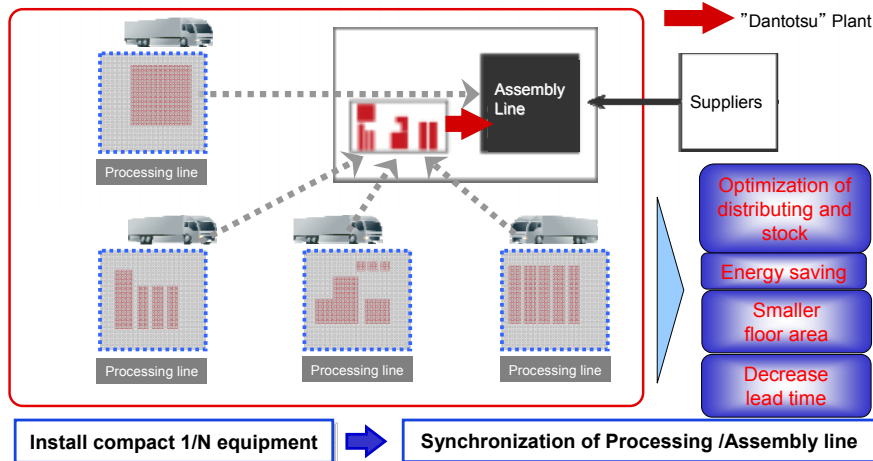 ”Dantotsu” Plant
Assembly
Line
Suppliers
Processing line
Optimization of
distributing and
stock
Energy saving
Smaller
floor area
Decrease
lead time
Processing line
Processing line
Processing line
Install compact 1/N equipment
Synchronization of Processing /Assembly line